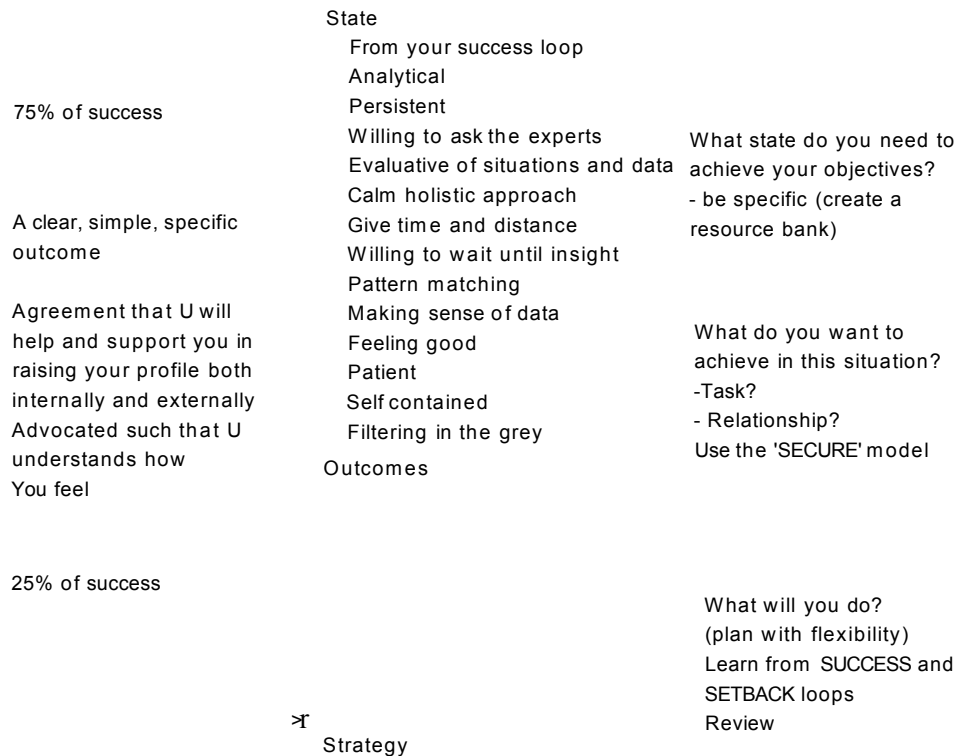 State
From your success loop
Analytical
Persistent
Willing to ask the experts
Evaluative of situations and data
Calm holistic approach
Give time and distance
Willing to wait until insight
Pattern matching
Making sense of data
Feeling good
Patient
Self contained
Filtering in the grey
Outcomes
75% of success
A clear, simple, specific
outcome
Agreement that U will
help and support you in
raising your profile both
internally and externally
Advocated such that U
understands how
You feel
25% of success
What state do you need to
achieve your objectives?
- be specific (create a
resource bank)
What do you want to
achieve in this situation?
-Task?
- Relationship?
Use the 'SECURE' model
What will you do?
(plan with flexibility)
Learn from SUCCESS and
SETBACK loops
Review
Strategy